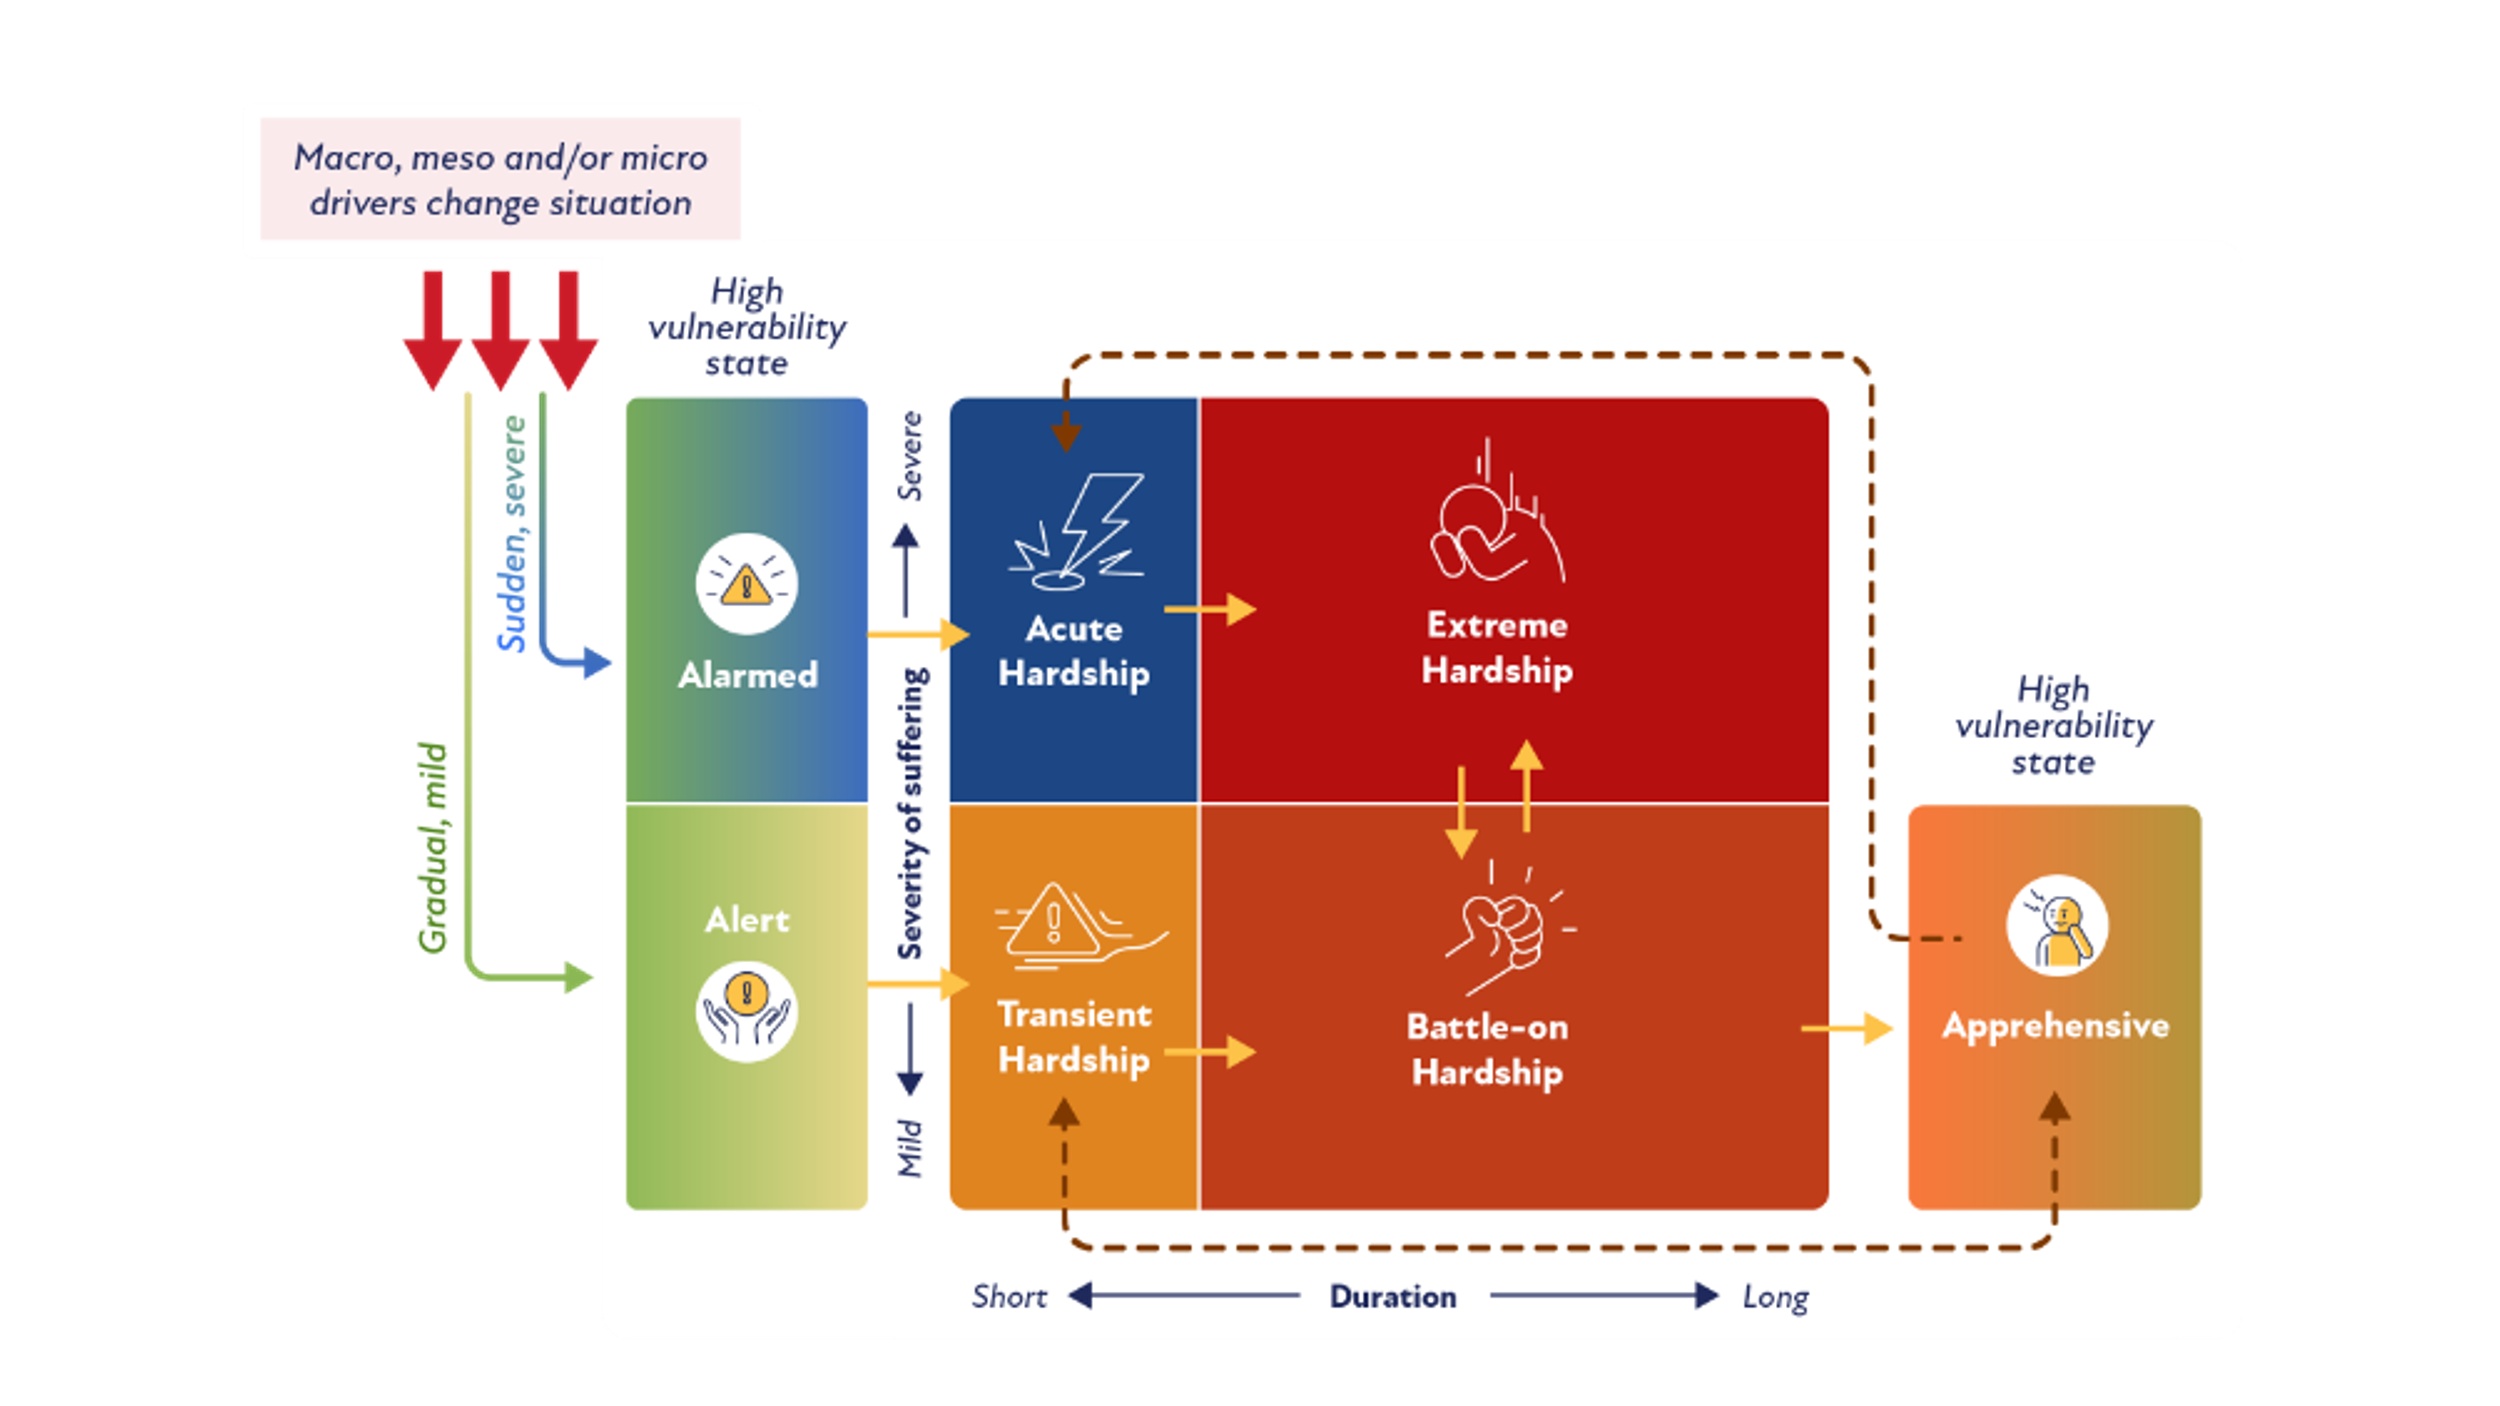 Macro, meso and/or micro
drivers change situation
High
vulnerability
state
Sudden, severe
Gradual, mild
Alarmed
Alert
Severe
Severity of suffering
Mild
Acute
Hardship
Extreme
Hardship
Transient
Hardship
Battle-on
Hardship
High
vulnerability
state
Apprehensive
Short
Duration
Long